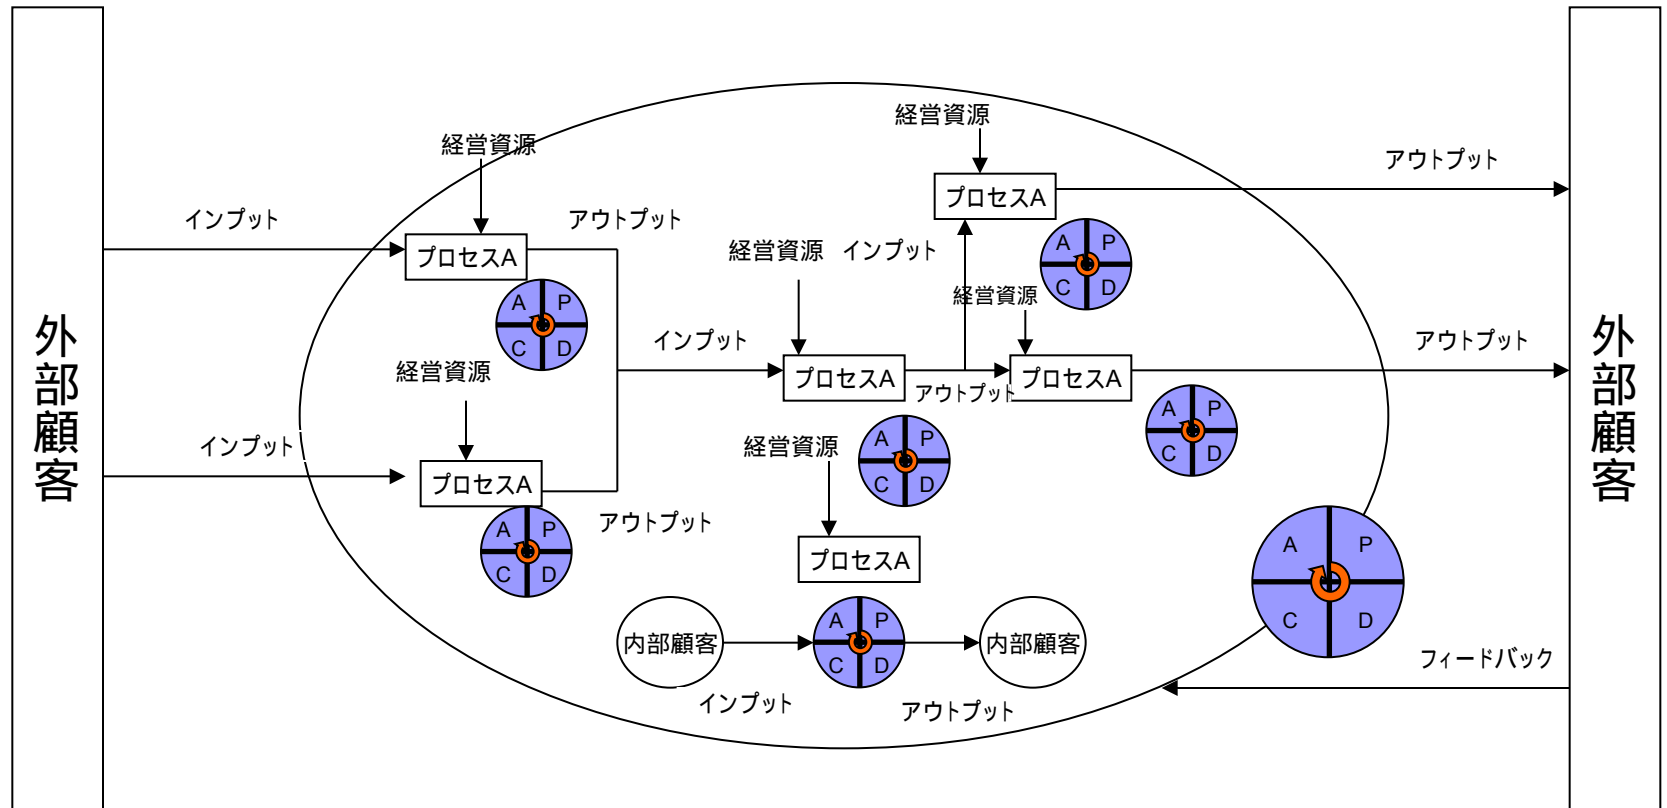 外部顧客
経営資源
経営資源
アウトプット
インプット
アウトプット
プロセスA
プロセスA
経営資源
インプット
A P
C D
A P
C D
経営資源
外部顧客
インプット
アウトプット
経営資源
プロセスA
アウトプット
プロセスA
A P
C D
インプット
経営資源
A P
C D
プロセスA
アウトプット
A P
C D
プロセスA
A P
C D
内部顧客
A P
C D
内部顧客
フィードバック
インプット
アウトプット